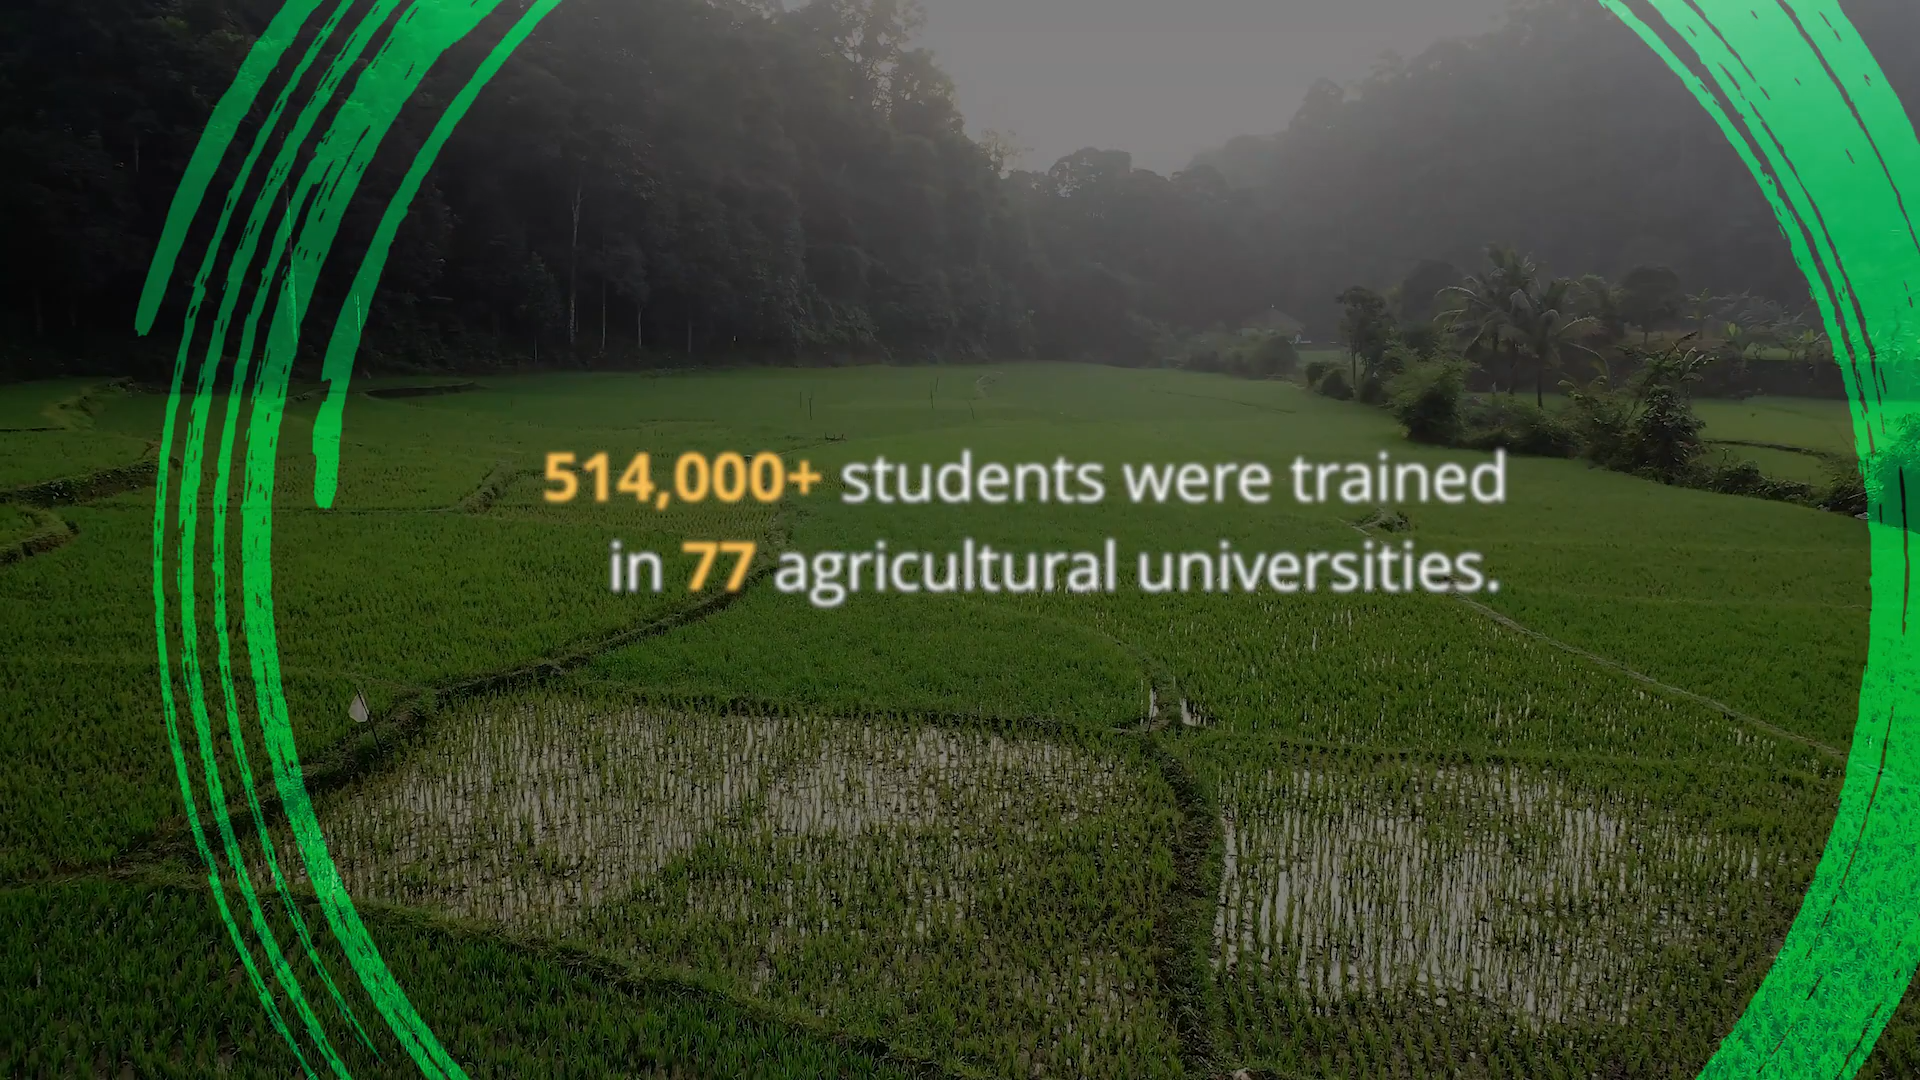 514,000+ students were trained
in 77 agricultural universities.